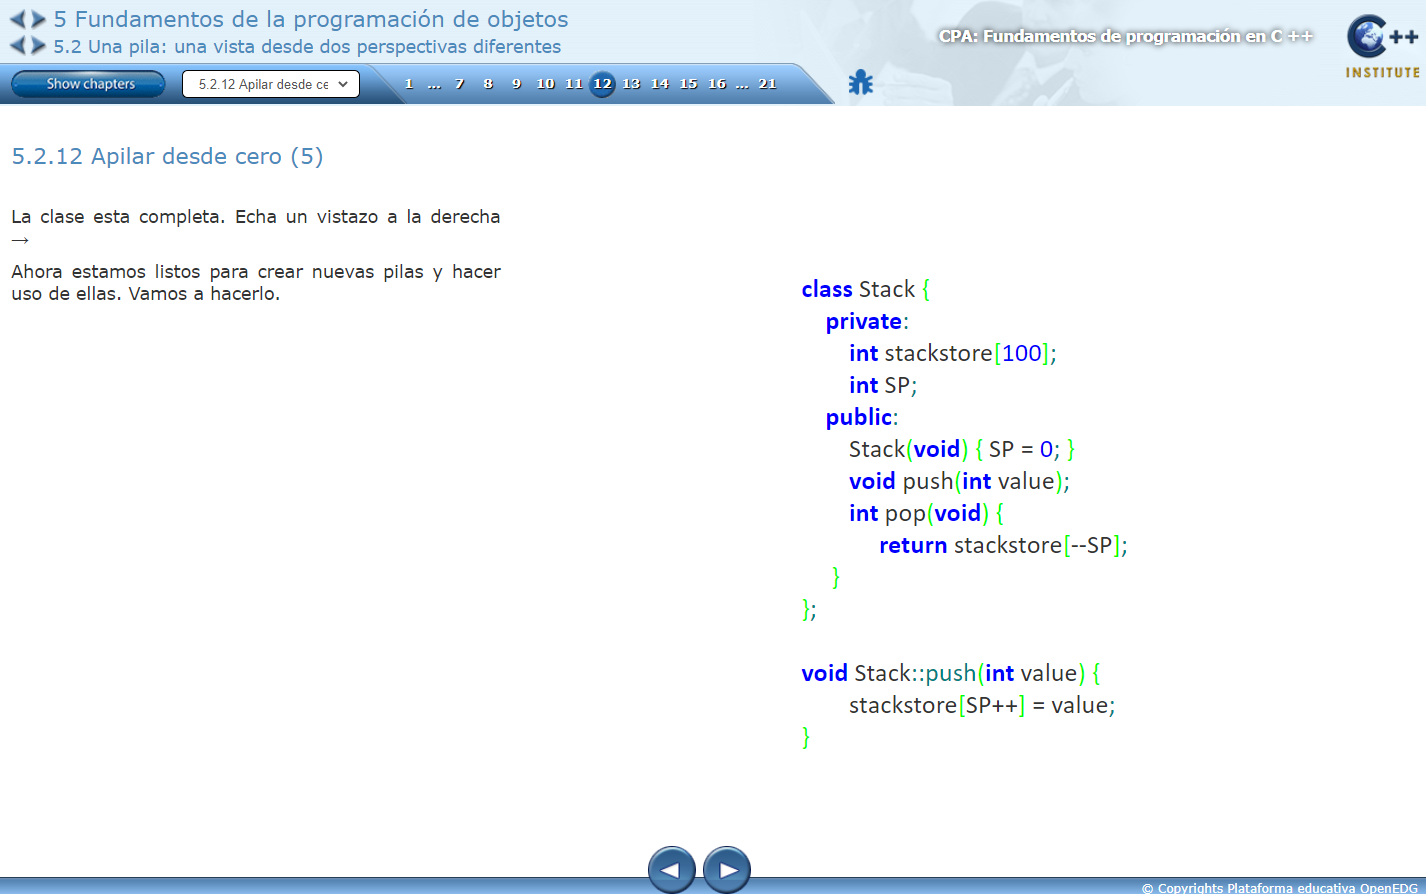 5 Fundamentos de la programación de objetos
5.2 Una pila: una vista desde dos perspectivas diferentes
CPA: Fundamentos de programación en C ++
C++
INSTITUTE
Show chapters
5.2.12 Apilar desde ce
1 ... 7 8 9 10 11 12 13 14 15 16 ... 21
5.2.12 Apilar desde cero (5)
La clase esta completa. Echa un vistazo a la derecha
→
Ahora estamos listos para crear nuevas pilas y hacer
uso de ellas. Vamos a hacerlo.
class Stack {
private:
int stackstore[100];
int SP;
public:
Stack(void) { SP = 0; }
void push(int value);
int pop(void) {
return stackstore[--SP];
}
};
void Stack::push(int value) {
stackstore[SP++] = value;
}
© Copyrights Plataforma educativa OpenEDG